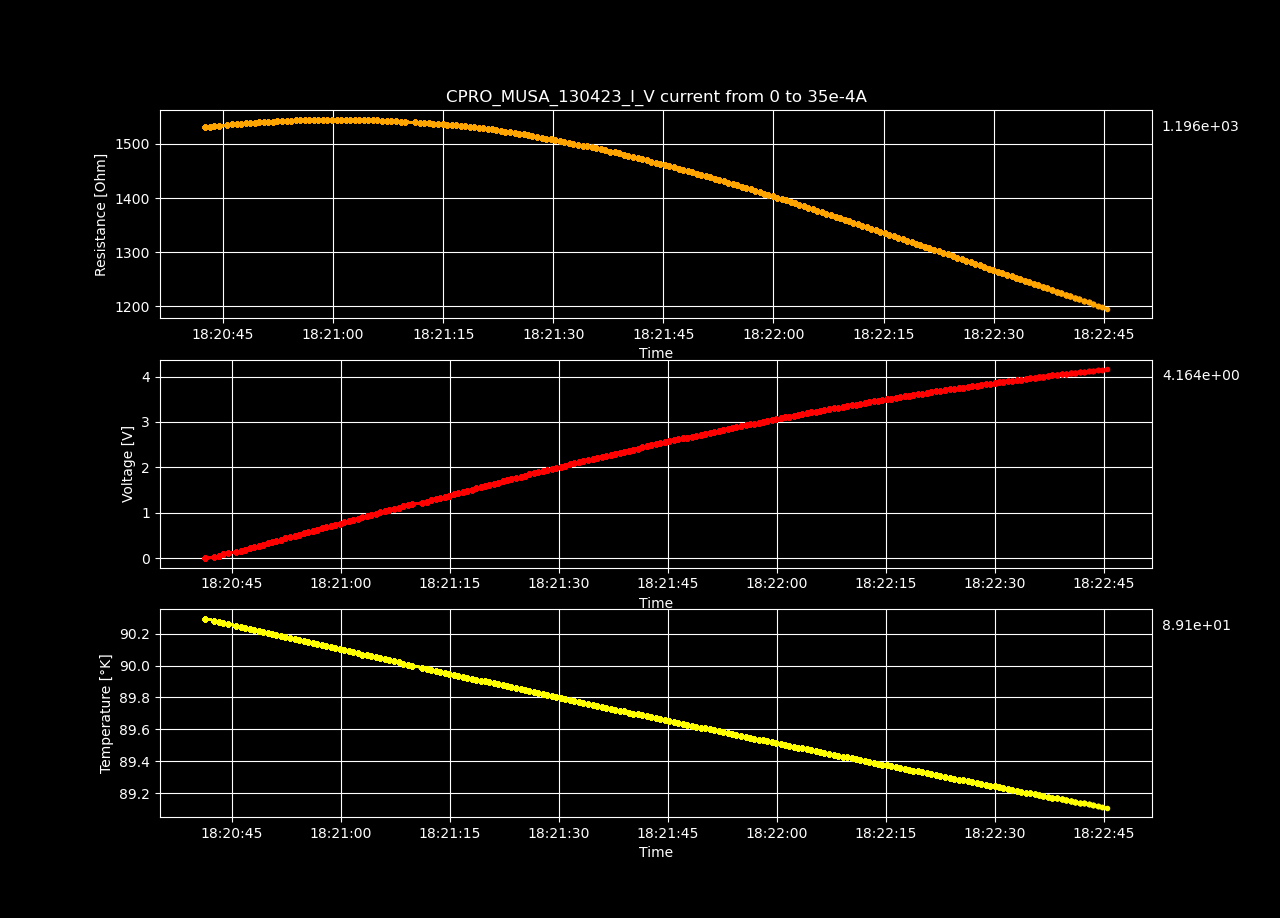 CPRO_MUSA_130423_I_V current from 0 to 35e-4A
1.196e+03
Resistance [Ohm]
1500
1400
1300
1200
18:20:45 18:21:00 18:21:15 18:21:30 18:21:45 18:22:00 18:22:15 18:22:30 18:22:45
Time
4.164e+00
Voltage [V]
4
3
2
1
0
18:20:45 18:21:00 18:21:15 18:21:30 18:21:45 18:22:00 18:22:15 18:22:30 18:22:45
Time
8.91e+01
Temperature [°K]
90.2
90.0
89.8
89.6
89.4
89.2
18:20:45 18:21:00 18:21:15 18:21:30 18:21:45 18:22:00 18:22:15 18:22:30 18:22:45
Time